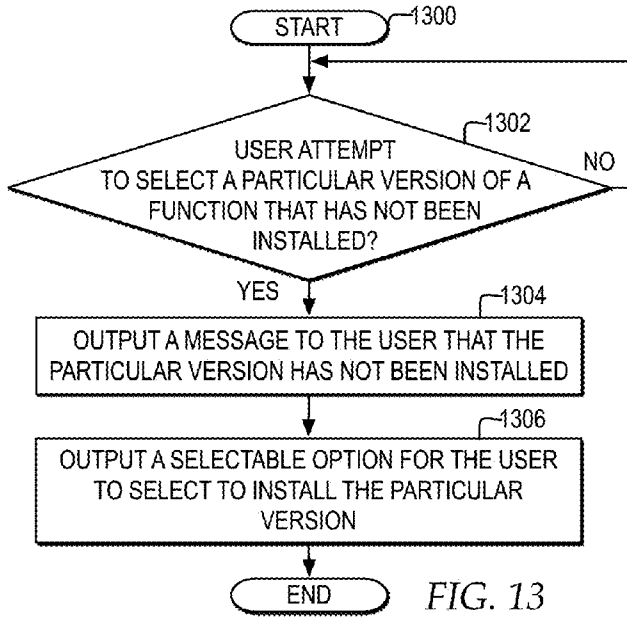 START
1300
1302
USER ATTEMPT
TO SELECT A PARTICULAR VERSION OF A
FUNCTION THAT HAS NOT BEEN
INSTALLED?
NO
YES
1304
OUTPUT A MESSAGE TO THE USER THAT THE
PARTICULAR VERSION HAS NOT BEEN INSTALLED
1306
OUTPUT A SELECTABLE OPTION FOR THE USER
TO SELECT TO INSTALL THE PARTICULAR
VERSION
END
FIG. 13